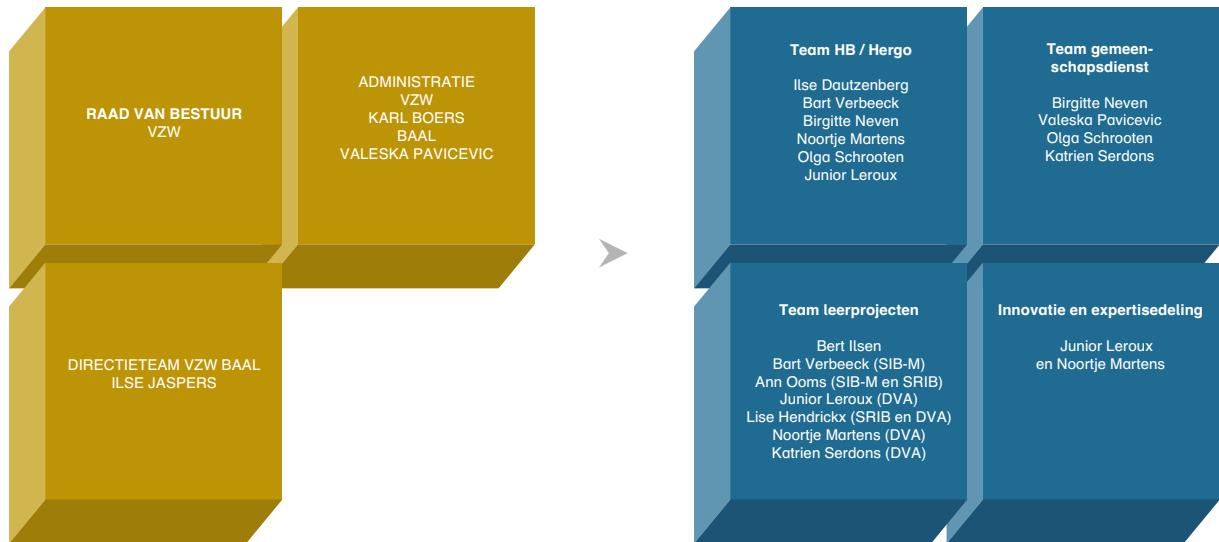 RAAD VAN BESTUUR
VZW
ADMINISTRATIE
VZW
KARL BOERS
BAAL
VALESKA PAVICEVIC
DIRECTIETEAM VZW BAAL
ILSE JASPERS
Team HB / Hergo
Ilse Dautzenberg
Bart Verbeeck
Birgitte Neven
Noortje Martens
Olga Schrooten
Junior Leroux
Team gemeen-
schapsdienst
Birgitte Neven
Valeska Pavicevic
Olga Schrooten
Katrien Serdons
Team leerprojecten
Bert Ilsen
Bart Verbeeck (SIB-M)
Ann Ooms (SIB-M en SRIB)
Junior Leroux (DVA)
Lise Hendrickx (SRIB en DVA)
Noortje Martens (DVA)
Katrien Serdons (DVA)
Innovatie en expertisedeling
Junior Leroux
en Noortje Martens